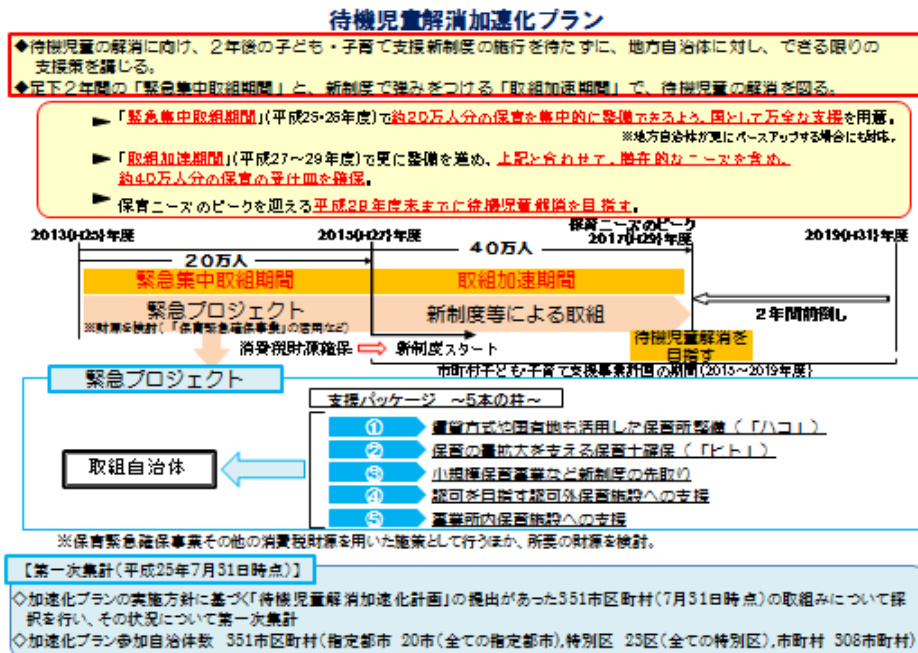 待機児童解消加速化プラン
◆待機児童の解消に向け、２年後の子ども・子育て支援新制度の施行を待たずに、地方自治体に対し、できる限りの
支援策を講じる。
◆足下２年間の「緊急集中取組期間」と、新制度で弾みをつける「取組加速期間」で、待機児童の解消を図る。
► 「緊急集中取組期間」(平成25・26年度)で約20万人分の保育を集中的に整備できるよう、国として万全な支援を用意。
※地方自治体が更にペースアップする場合にも対応。
► 「取組加速期間」(平成27～29年度)で更に整備を進め、上記と合わせて、潜在的なニーズを含め、
約40万人分の保育の受け皿を確保。
► 保育ニーズのピークを迎える平成29年度末までに待機児童解消を目指す。
保育ニーズのピーク
2013(H25)年度 2015(H27)年度 2017(H29)年度 2019(H31)年度
20万人 40万人
緊急集中取組期間 取組加速期間
緊急プロジェクト 新制度等による取組 2年間前倒し
※財源を検討(「保育緊急確保事業」の活用など)
消費税財源確保 新制度スタート
待機児童解消を
目指す
市町村子ども・子育て支援事業計画の期間(2015～2019年度)
緊急プロジェクト
支援パッケージ ～5本の柱～
① 賃貸方式や国有地も活用した保育所整備（「ハコ」）
② 保育の量拡大を支える保育士確保（「ヒト」）
取組自治体
③ 小規模保育事業など新制度の先取り
④ 認可を目指す認可外保育施設への支援
⑤ 事業所内保育施設への支援
※保育緊急確保事業その他の消費税財源を用いた施策として行うほか、所要の財源を検討。
【第一次集計(平成25年7月31日時点)】
◇加速化プランの実施方針に基づく「待機児童解消加速化計画」の提出があった351市区町村(7月31日時点)の取組みについて採
択を行い、その状況について第一次集計
◇加速化プラン参加自治体数 351市区町村(指定都市 20市(全ての指定都市),特別区 23区(全ての特別区),市町村 308市町村)